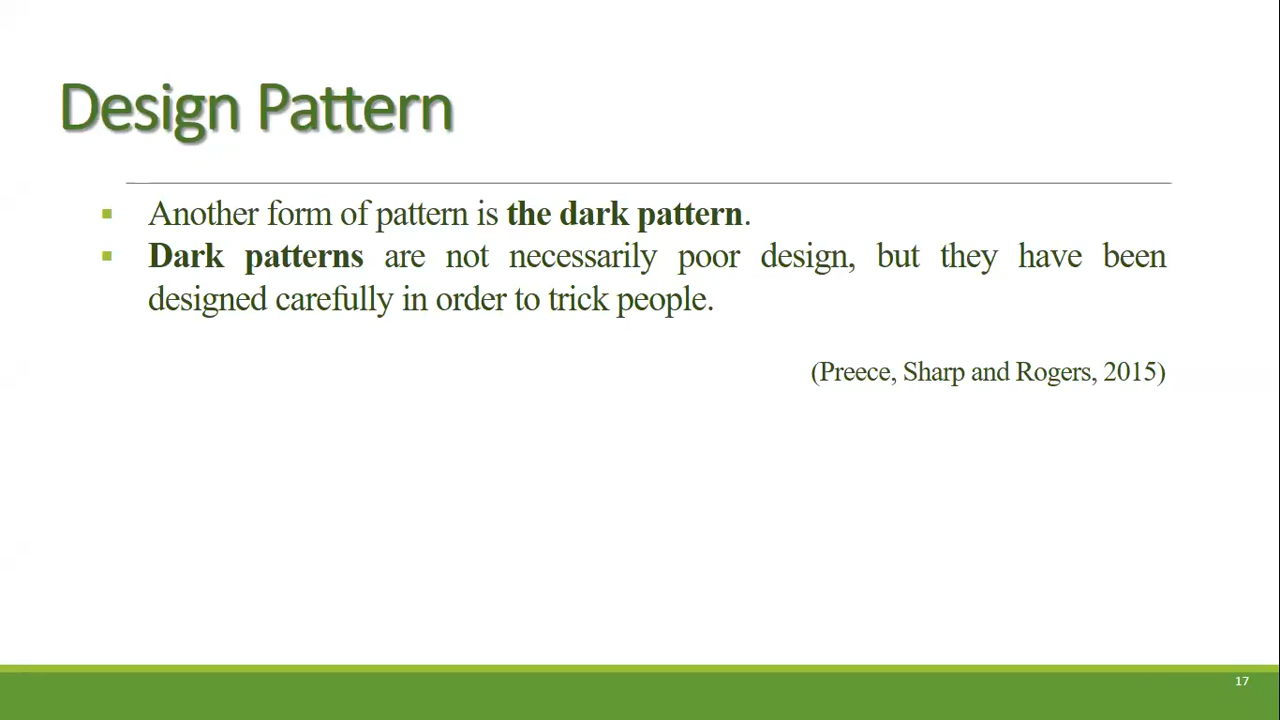 Design Pattern
▪ Another form of pattern is the dark pattern.
▪ Dark patterns are not necessarily poor design, but they have been
designed carefully in order to trick people.
(Preece, Sharp and Rogers, 2015)
17